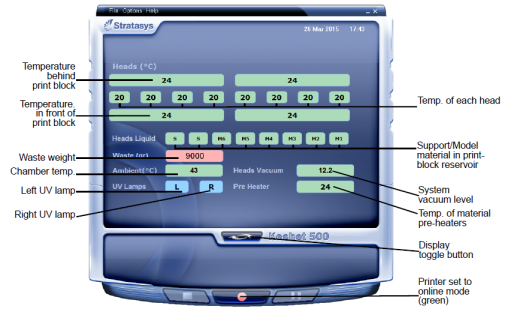 File Options Help
Stratasys
26 Mar 2015 17:43
Heads (°C)
Temperature
behind
print block
24 24
20 20 20 20 20 20 20 20
Temp. of each head
Temperature
in front of
print block
24 24
Heads Liquid S S M6 M5 M4 M3 M2 M1
Support/Model
material in print-
block reservoir
Waste weight
Waste (gr) 9000
Chamber temp.
Ambient(°C) 43 Heads Vacuum 12.2
System
vacuum level
Left UV lamp
UV Lamps L R Pre Heater 24
Temp. of material
pre-heaters
Right UV lamp
Keshet 500
Display
toggle button
Printer set to
online mode
(green)